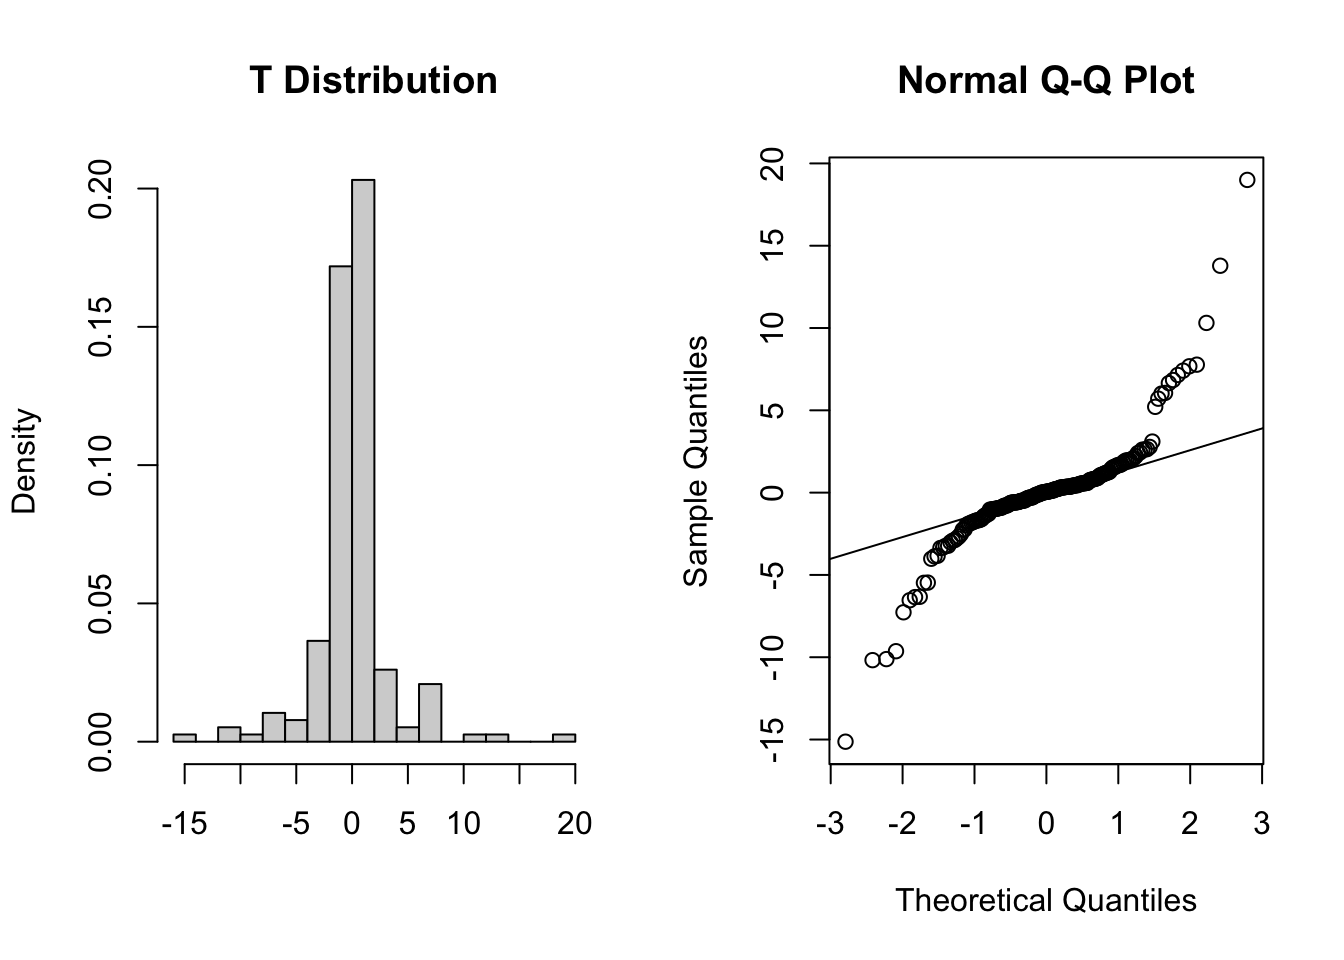 T Distribution
Density
0.20
0.15
0.10
0.05
0.00
-15 -5 0 5 10 20
Normal Q-Q Plot
Sample Quantiles
20
15
10
5
0
-5
-10
-15
-3 -2 -1 0 1 2 3
Theoretical Quantiles